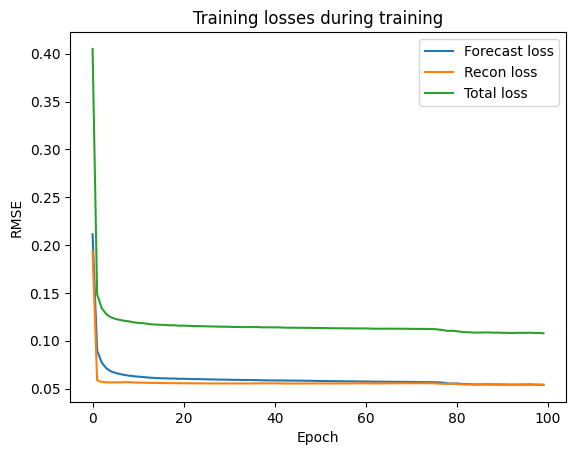 Training losses during training
Forecast loss
Recon loss
Total loss
0.40
0.35
0.30
0.25
0.20
0.15
0.10
0.05
RMSE
0
20
40
60
80
100
Epoch